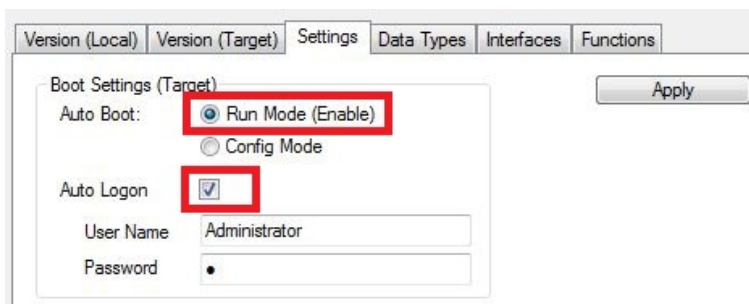 Version (Local) Version (Target) Settings Data Types Interfaces Functions
Boot Settings (Target)
Apply
Auto Boot: Run Mode (Enable)
Config Mode
Auto Logon
User Name Administrator
Password ●